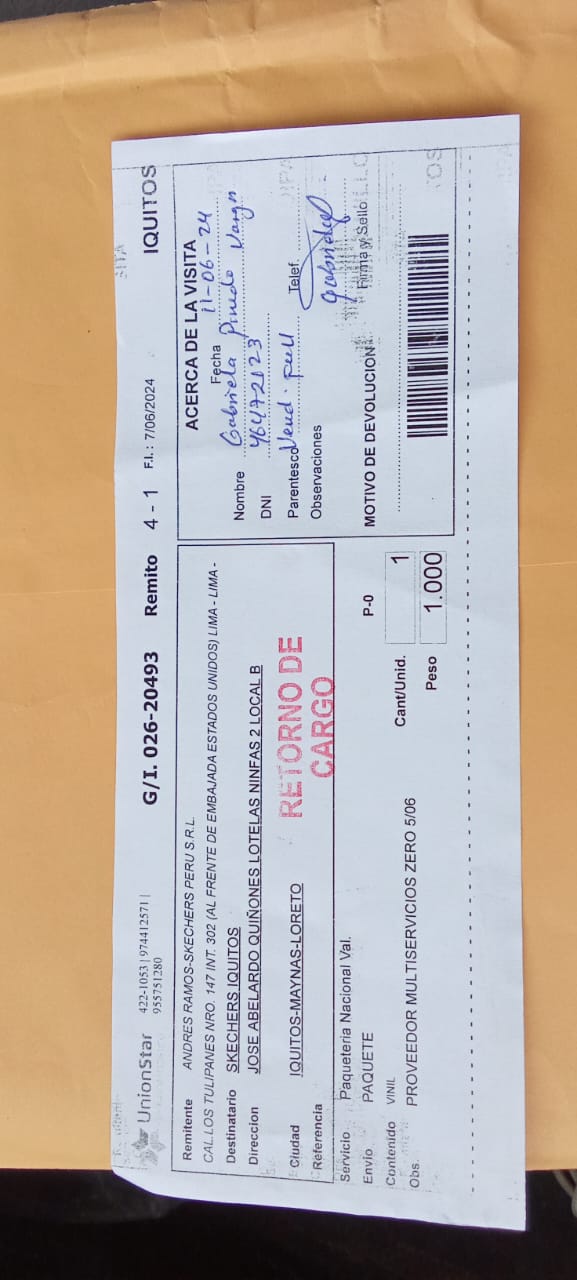 UnionStar 422-1053 | 974412571 |
955751280
G/I. 026-20493 Remito 4 - 1 F.I.: 7/06/2024 IQUITOS
Remitente ANDRES RAMOS-SKECHERS PERU S.R.L.
CAL.LOS TULIPANES NRO. 147 INT. 302 (AL FRENTE DE EMBAJADA ESTADOS UNIDOS) LIMA - LIMA -
Destinatario SKECHERS IQUITOS
Direccion JOSE ABELARDO QUIÑONES LOTELAS NINFAS 2 LOCAL B
Ciudad IQUITOS-MAYNAS-LORETO
Referencia
RETORNO DE
CARGO
Servicio Paqueteria Nacional Val.
Envio PAQUETE P-0
Contenido VINIL Cant/Unid. 1
Obs. PROVEEDOR MULTISERVICIOS ZERO 5/06 Peso 1.000
ACERCA DE LA VISITA
Fecha 11-06-24
Nombre Gabriela Pinedo
DNI 46472023
Parentesco Vend. full Telef.
Observaciones
Firma y Sello
MOTIVO DE DEVOLUCION